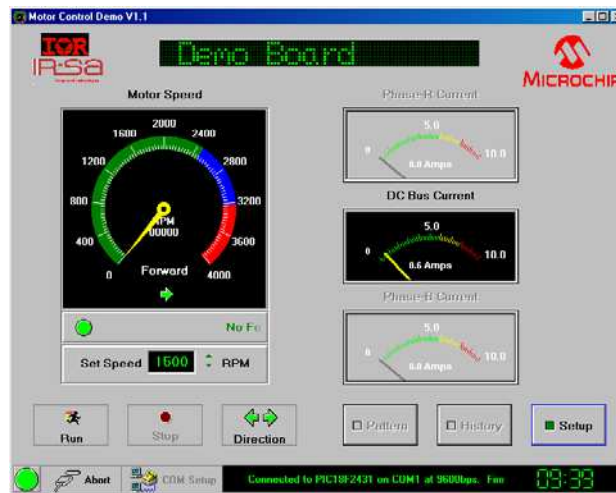 Motor Control Demo V1.1
IOR
IR-Sa
Demo Board
MICROCHIP
Motor Speed
0
400
800
1200
1600
2000
2400
2800
3200
3600
4000
RPM
00000
Forward
No Fa
Set Speed 1500 RPM
Phase-R Current
0
5.0
10.0
0.0 Amps
DC Bus Current
0
5.0
10.0
0.6 Amps
0
5.0
10.0
0.0 Amps
Run
Stop
Direction
Pattern
History
Setup
About
COM Setup
Connected to PIC18F2431 on COM1 at 9600bps.
09:39